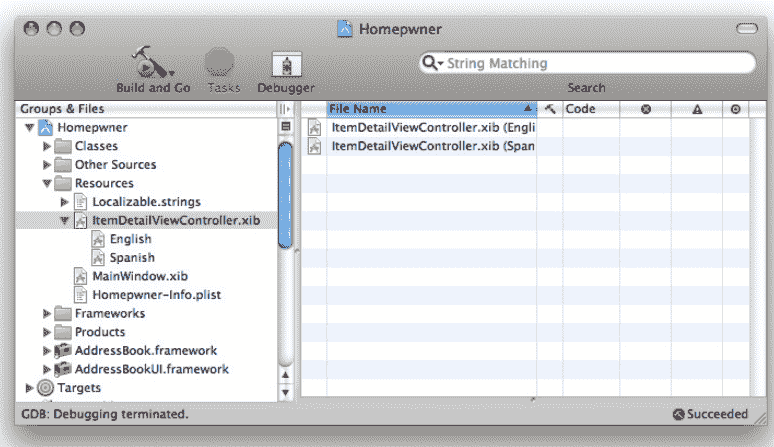 Homepwner
String Matching
Build and Go
Tasks
Debugger
Search
Groups & Files
File Name
Code
Homepwner
ItemDetailViewController.xib (Engli
Classes
ItemDetailViewController.xib (Span
Other Sources
Resources
Localizable.strings
ItemDetailViewController.xib
English
Spanish
MainWindow.xib
Homepwner-Info.plist
Frameworks
Products
AddressBook.framework
AddressBookUI.framework
Targets
GDB: Debugging terminated.
Succeeded